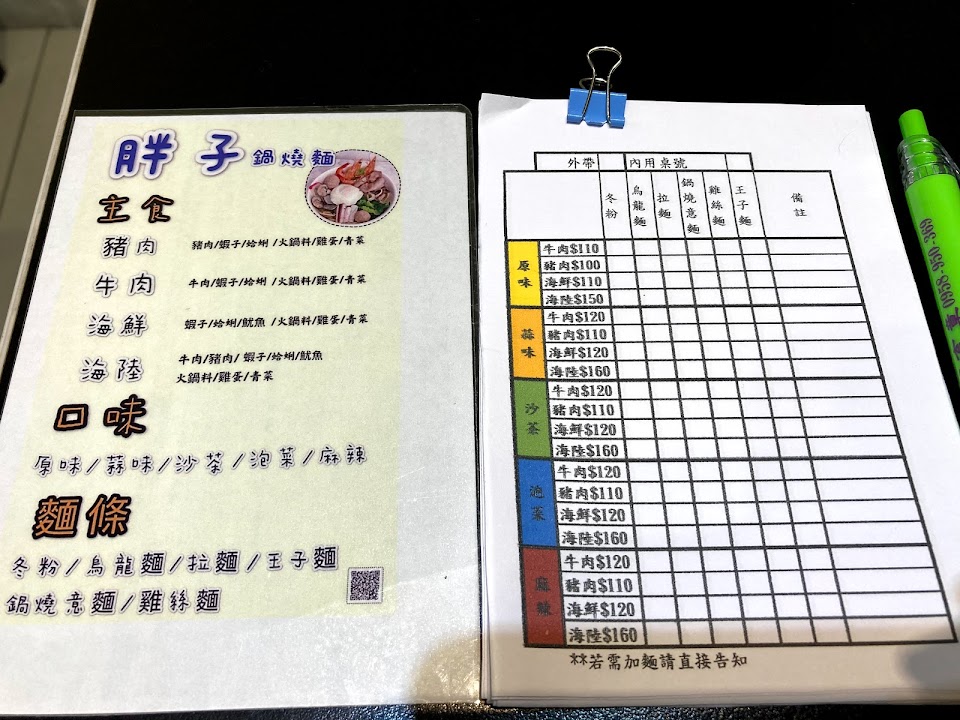 胖子鍋燒麵
主食
豬肉 豬肉/蝦子/蛤蜊/火鍋料/雞蛋/青菜
牛肉 牛肉/蝦子/蛤蜊/火鍋料/雞蛋/青菜
海鮮 蝦子/蛤蜊/魷魚/火鍋料/雞蛋/青菜
海陸 牛肉/豬肉/蝦子/蛤蜊/魷魚
火鍋料/雞蛋/青菜
口味
原味/蒜味/沙茶/泡菜/麻辣
麵條
冬粉/烏龍麵/拉麵/王子麵
鍋燒意麵/雞絲麵
外帶 內用桌號
冬粉 烏龍麵 拉麵 鍋燒意麵 雞絲麵 王子麵 備註
原味
牛肉$110
豬肉$100
海鮮$110
海陸$150
蒜味
牛肉$120
豬肉$110
海鮮$120
海陸$160
沙茶
牛肉$120
豬肉$110
海鮮$120
海陸$160
泡菜
牛肉$120
豬肉$110
海鮮$120
海陸$160
麻辣
牛肉$120
豬肉$110
海鮮$120
海陸$160
**若需加麵請直接告知
0958-950-369